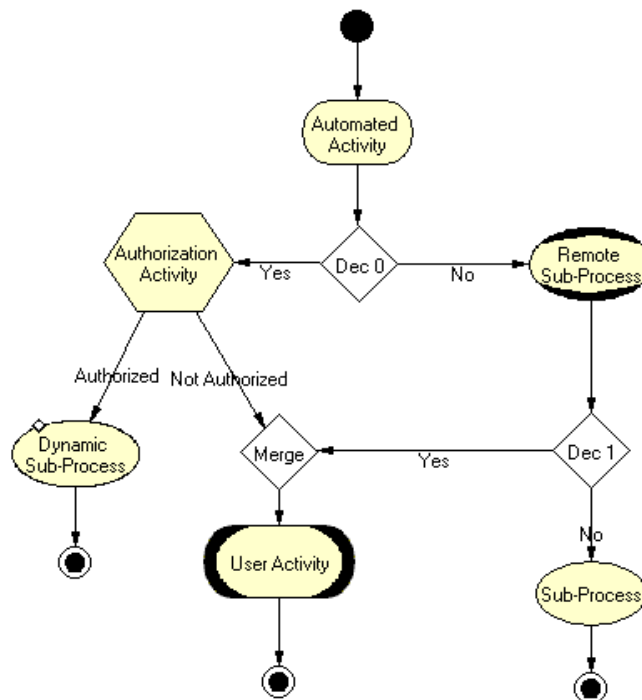 Automated
Activity
Authorization
Activity
Yes
Dec 0
No
Remote
Sub-Process
Authorized
Not Authorized
Dynamic
Sub-Process
Merge
Yes
Dec 1
No
User Activity
Sub-Process